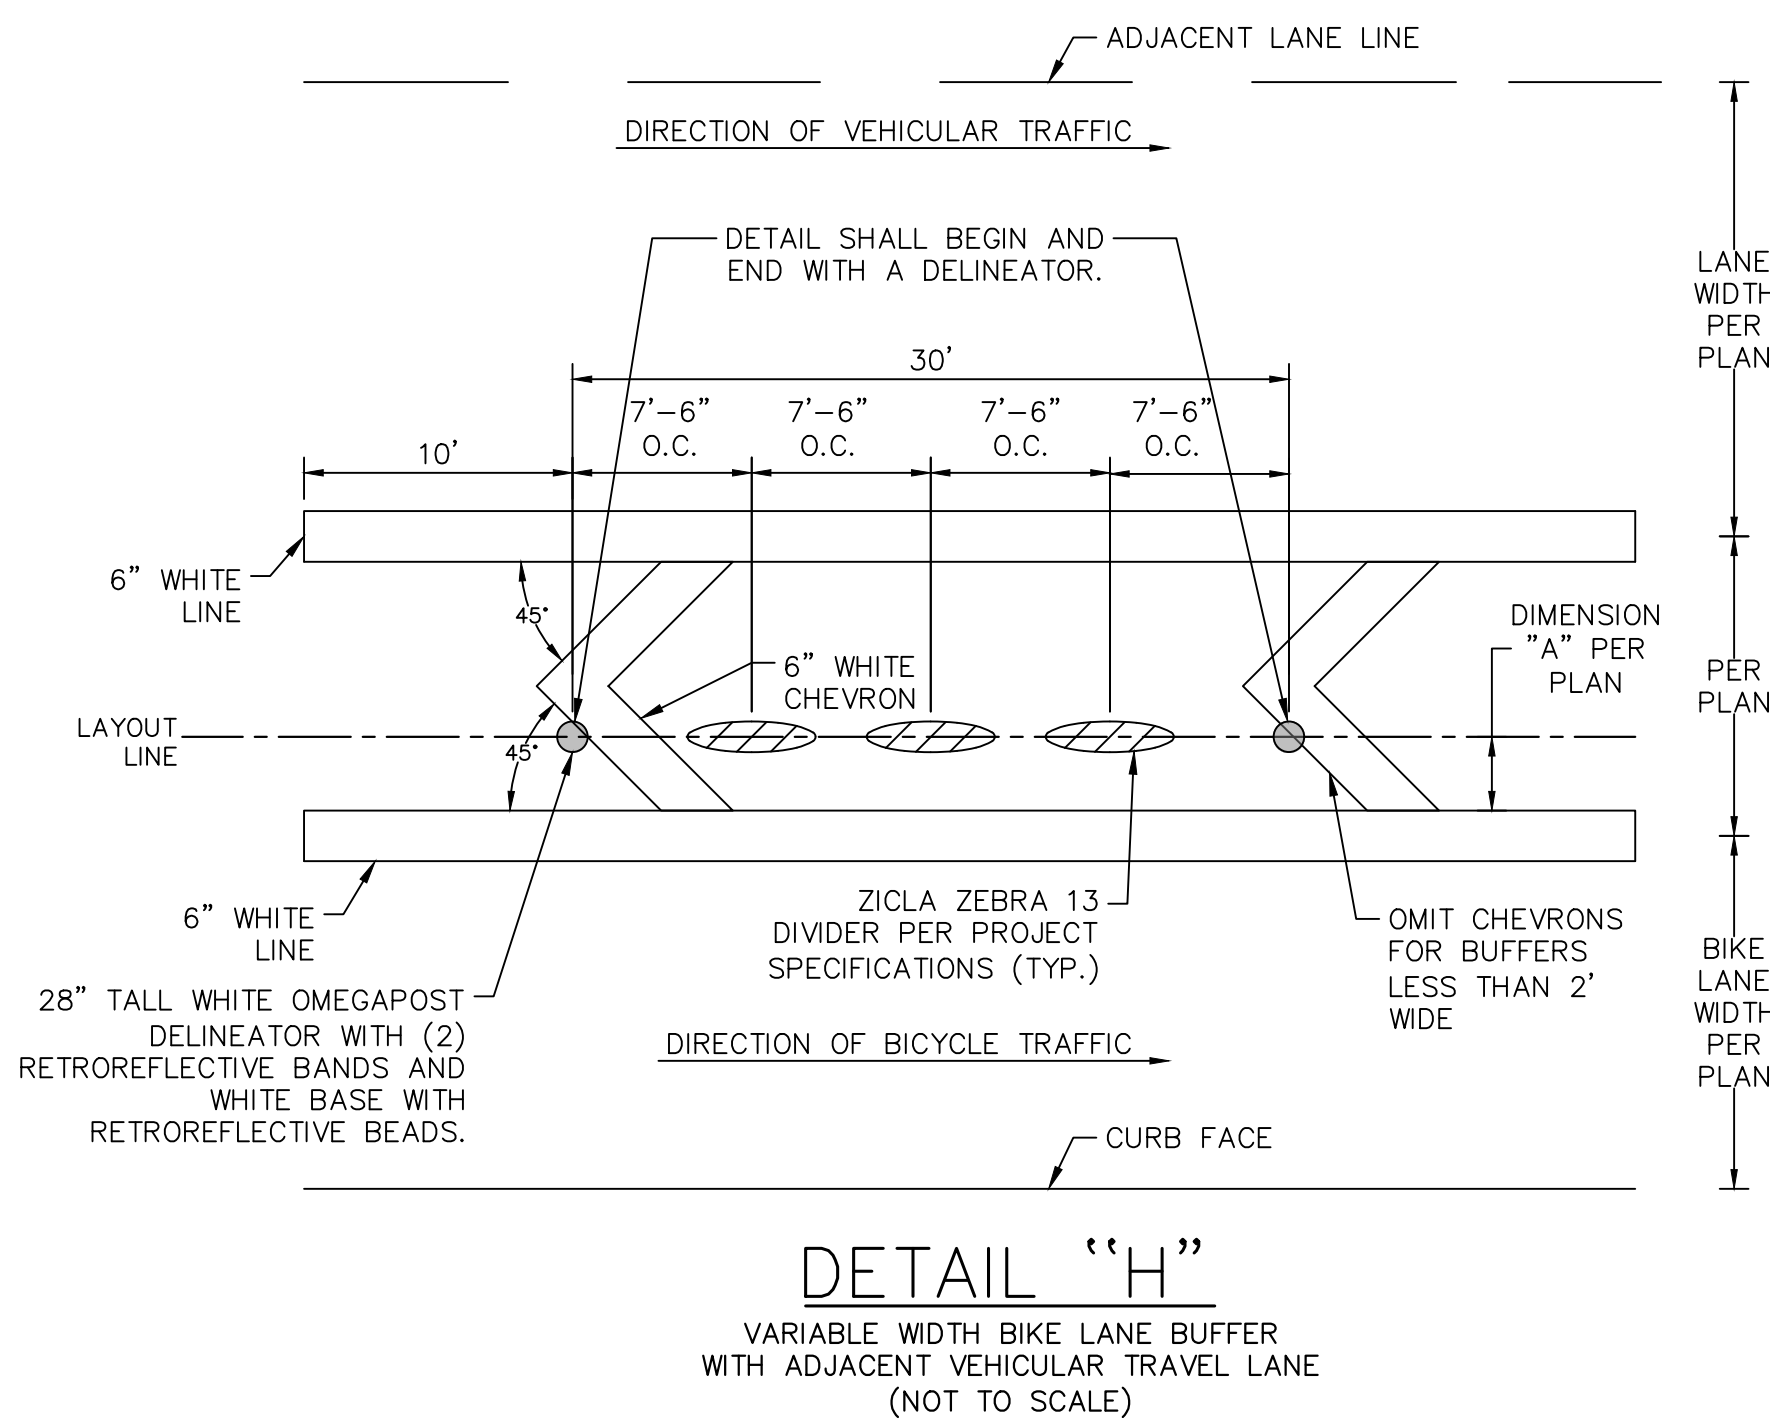 ADJACENT LANE LINE
DIRECTION OF VEHICULAR TRAFFIC
DETAIL SHALL BEGIN AND
END WITH A DELINEATOR.
LANE
WIDTH
PER
PLAN
30'
7'-6"
O.C.
7'-6"
O.C.
7'-6"
O.C.
7'-6"
O.C.
10'
6" WHITE
LINE
45°
DIMENSION
"A" PER
PLAN
6" WHITE
CHEVRON
PER
PLAN
LAYOUT
LINE
45°
ZICLA ZEBRA 13
DIVIDER PER PROJECT
SPECIFICATIONS (TYP.)
OMIT CHEVRONS
FOR BUFFERS
LESS THAN 2'
WIDE
6" WHITE
LINE
BIKE
LANE
WIDTH
PER
PLAN
28" TALL WHITE OMEGAPOST
DELINEATOR WITH (2)
RETROREFLECTIVE BANDS AND
WHITE BASE WITH
RETROREFLECTIVE BEADS.
DIRECTION OF BICYCLE TRAFFIC
CURB FACE
DETAIL "H"
VARIABLE WIDTH BIKE LANE BUFFER
WITH ADJACENT VEHICULAR TRAVEL LANE
(NOT TO SCALE)